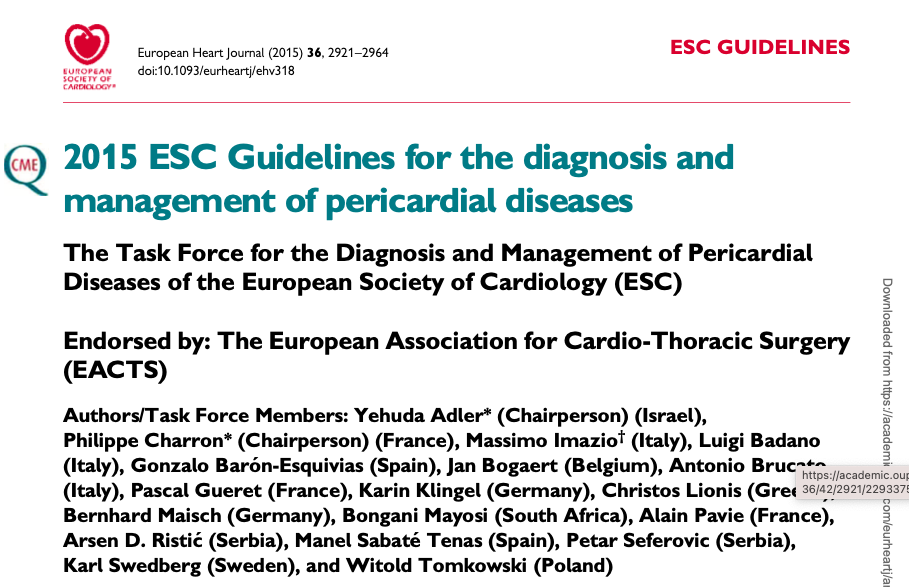 EUROPEAN
SOCIETY OF
CARDIOLOGY®
European Heart Journal (2015) 36, 2921–2964
doi:10.1093/eurheartj/ehv318
ESC GUIDELINES
CME
2015 ESC Guidelines for the diagnosis and
management of pericardial diseases
The Task Force for the Diagnosis and Management of Pericardial
Diseases of the European Society of Cardiology (ESC)
Endorsed by: The European Association for Cardio-Thoracic Surgery
(EACTS)
Authors/Task Force Members: Yehuda Adler* (Chairperson) (Israel),
Philippe Charron* (Chairperson) (France), Massimo Imazio† (Italy), Luigi Badano
(Italy), Gonzalo Barón-Esquivias (Spain), Jan Bogaert (Belgium), Antonio Brucato
(Italy), Pascal Gueret (France), Karin Klingel (Germany), Christos Lionis
Bernhard Maisch (Germany), Bongani Mayosi (South Africa), Alain Pavie (France),
Arsen D. Ristić (Serbia), Manel Sabaté Tenas (Spain), Petar Seferovic (Serbia),
Karl Swedberg (Sweden), and Witold Tomkowski (Poland)
Downloaded from https://academi
.com/eurheartj/a
https://academic.oup
36/42/2921/2293375